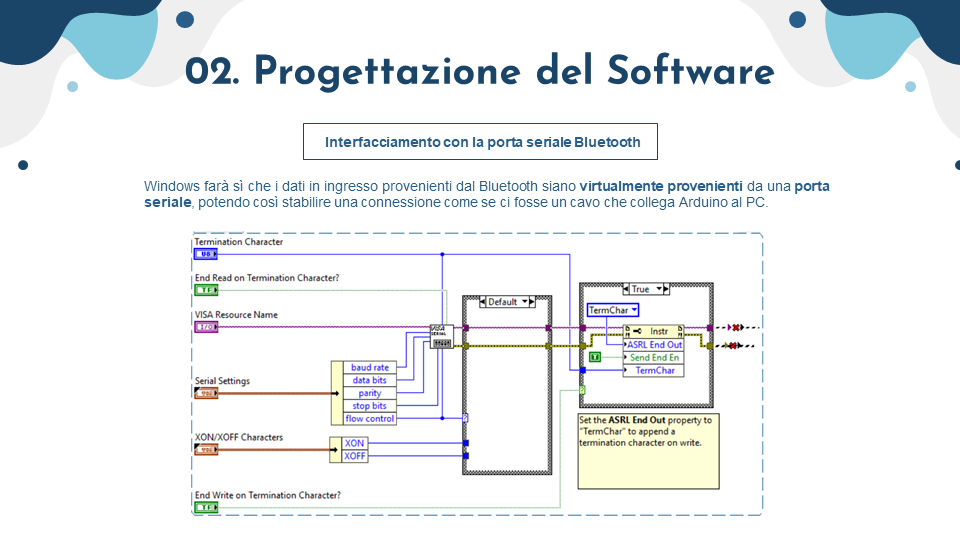 02. Progettazione del Software
Interfacciamento con la porta seriale Bluetooth
Windows farà sì che i dati in ingresso provenienti dal Bluetooth siano virtualmente provenienti da una porta
seriale, potendo così stabilire una connessione come se ci fosse un cavo che collega Arduino al PC.
Termination Character
U8
End Read on Termination Character?
TF
VISA Resource Name
I/O
VISA
SERIAL
Default
True
TermChar
Instr
ASRL End Out
Send End En
TermChar
Serial Settings
baud rate
data bits
parity
stop bits
flow control
XON/XOFF Characters
XON
XOFF
Set the ASRL End Out property to
"TermChar" to append a
termination character on write.
End Write on Termination Character?
TF